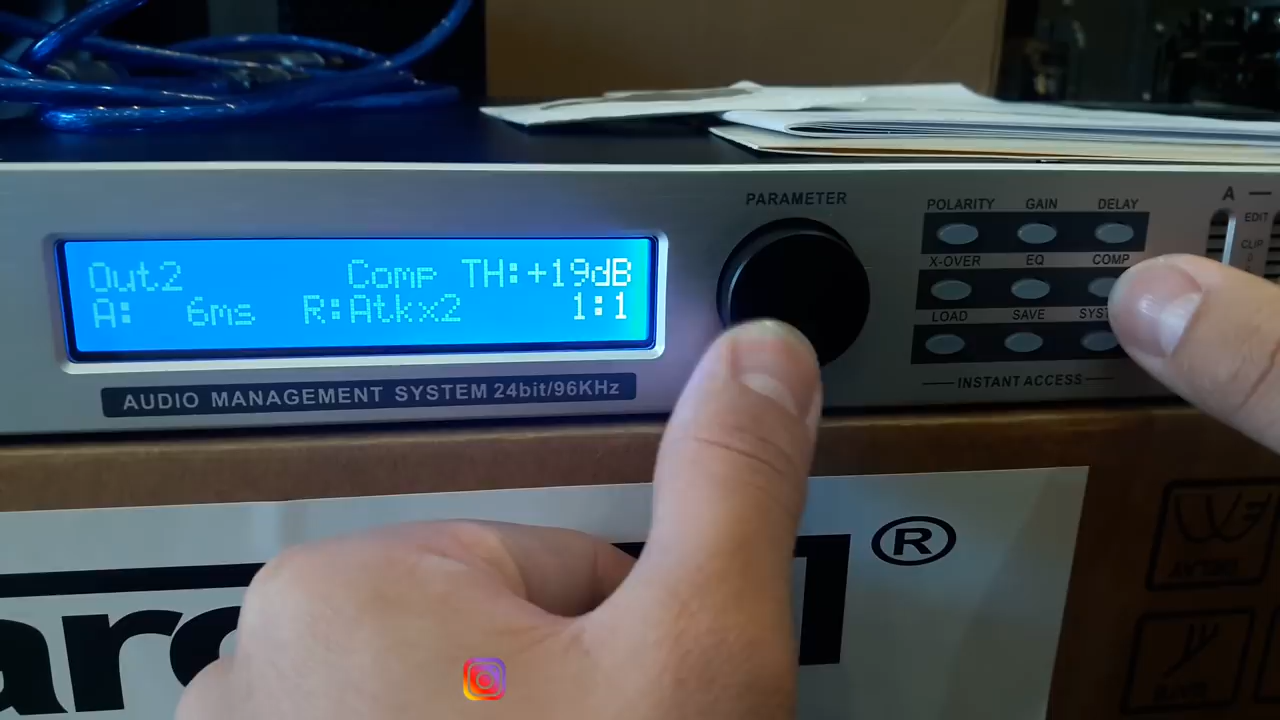 PARAMETER
POLARITY GAIN DELAY
X-OVER EQ COMP
LOAD SAVE SYST
INSTANT ACCESS
A
EDIT
CLIP
Out2 Comp TH:+19dB
A: 6ms R:Atkx2 1:1
AUDIO MANAGEMENT SYSTEM 24bit/96KHz
®